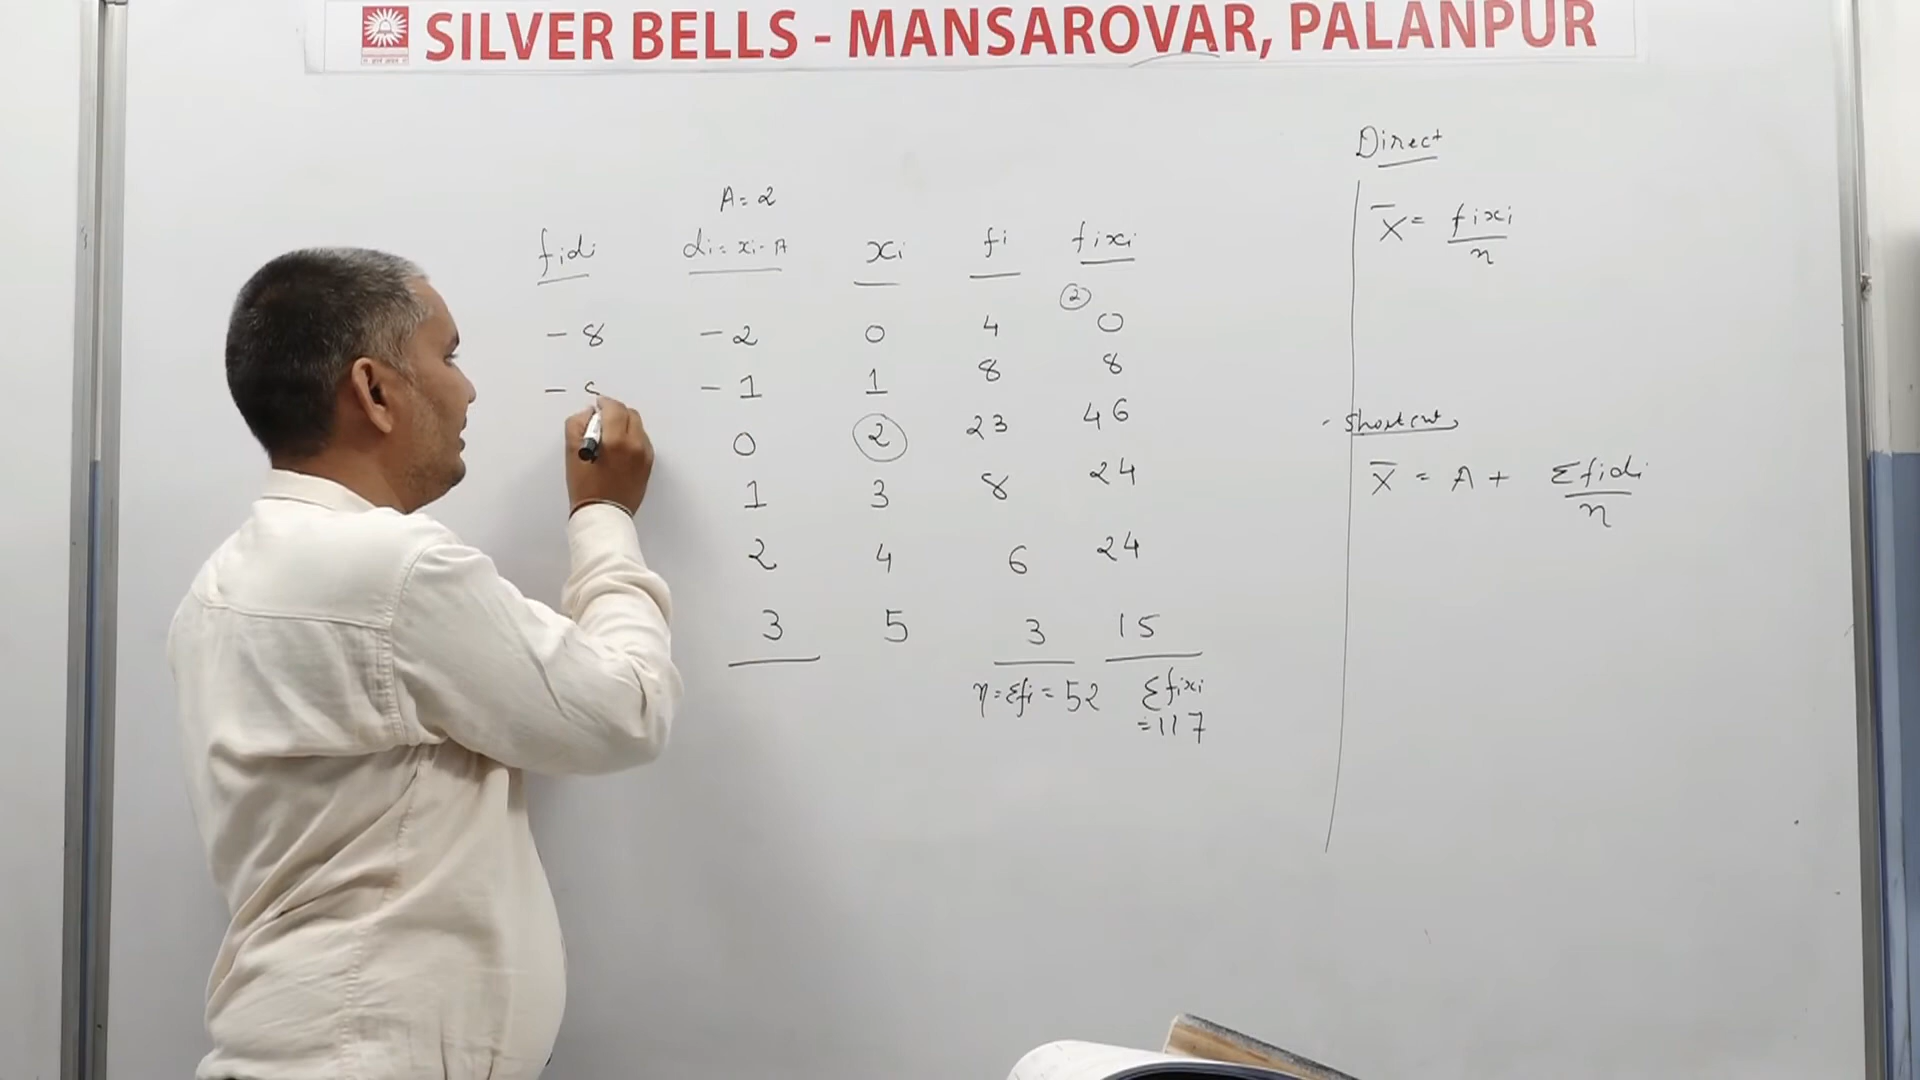 SILVER BELLS - MANSAROVAR, PALANPUR
A = 2
fidi di = xi - A xi fi fixi
②
- 8 - 2 0 4 0
- - 1 1 8 8
0 2 23 46
1 3 8 24
2 4 6 24
3 5 3 15
n = Σfi = 52 Σfixi
= 117
Direct
X̄ = fixi / n
Shortcut
X̄ = A + Σfidi / n